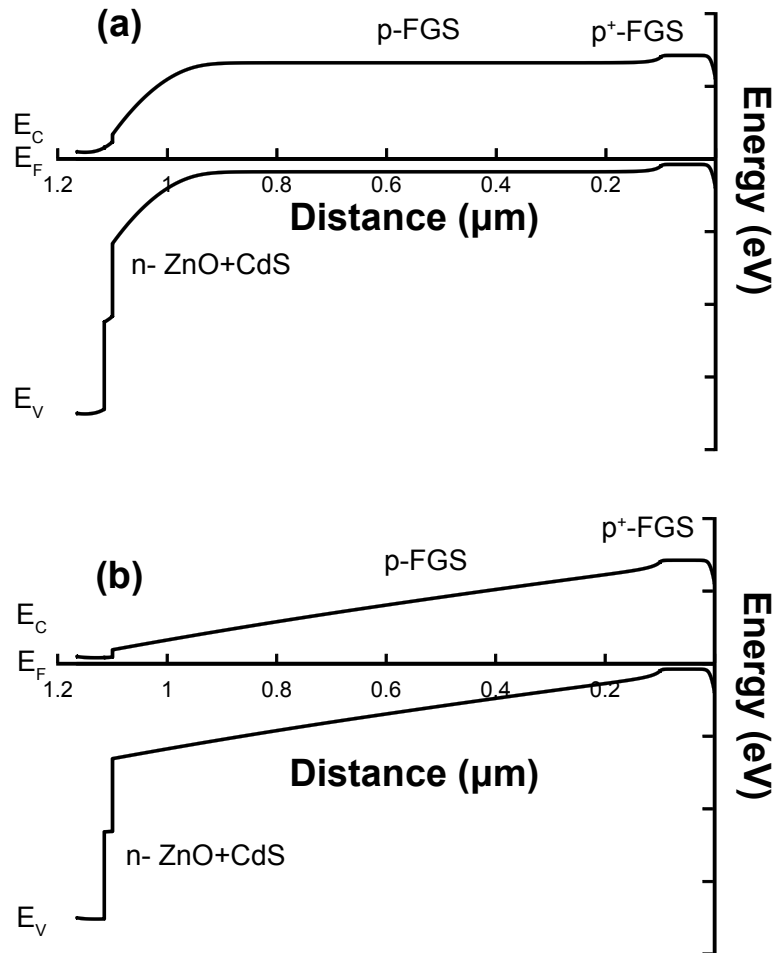 (a)
p-FGS
p⁺-FGS
E_C
E_F
1.2
1
0.8
0.6
0.4
0.2
Distance (µm)
Energy (eV)
n- ZnO+CdS
E_V
p⁺-FGS
(b)
p-FGS
E_C
E_F
1.2
1
0.8
0.6
0.4
0.2
Distance (µm)
Energy (eV)
n- ZnO+CdS
E_V